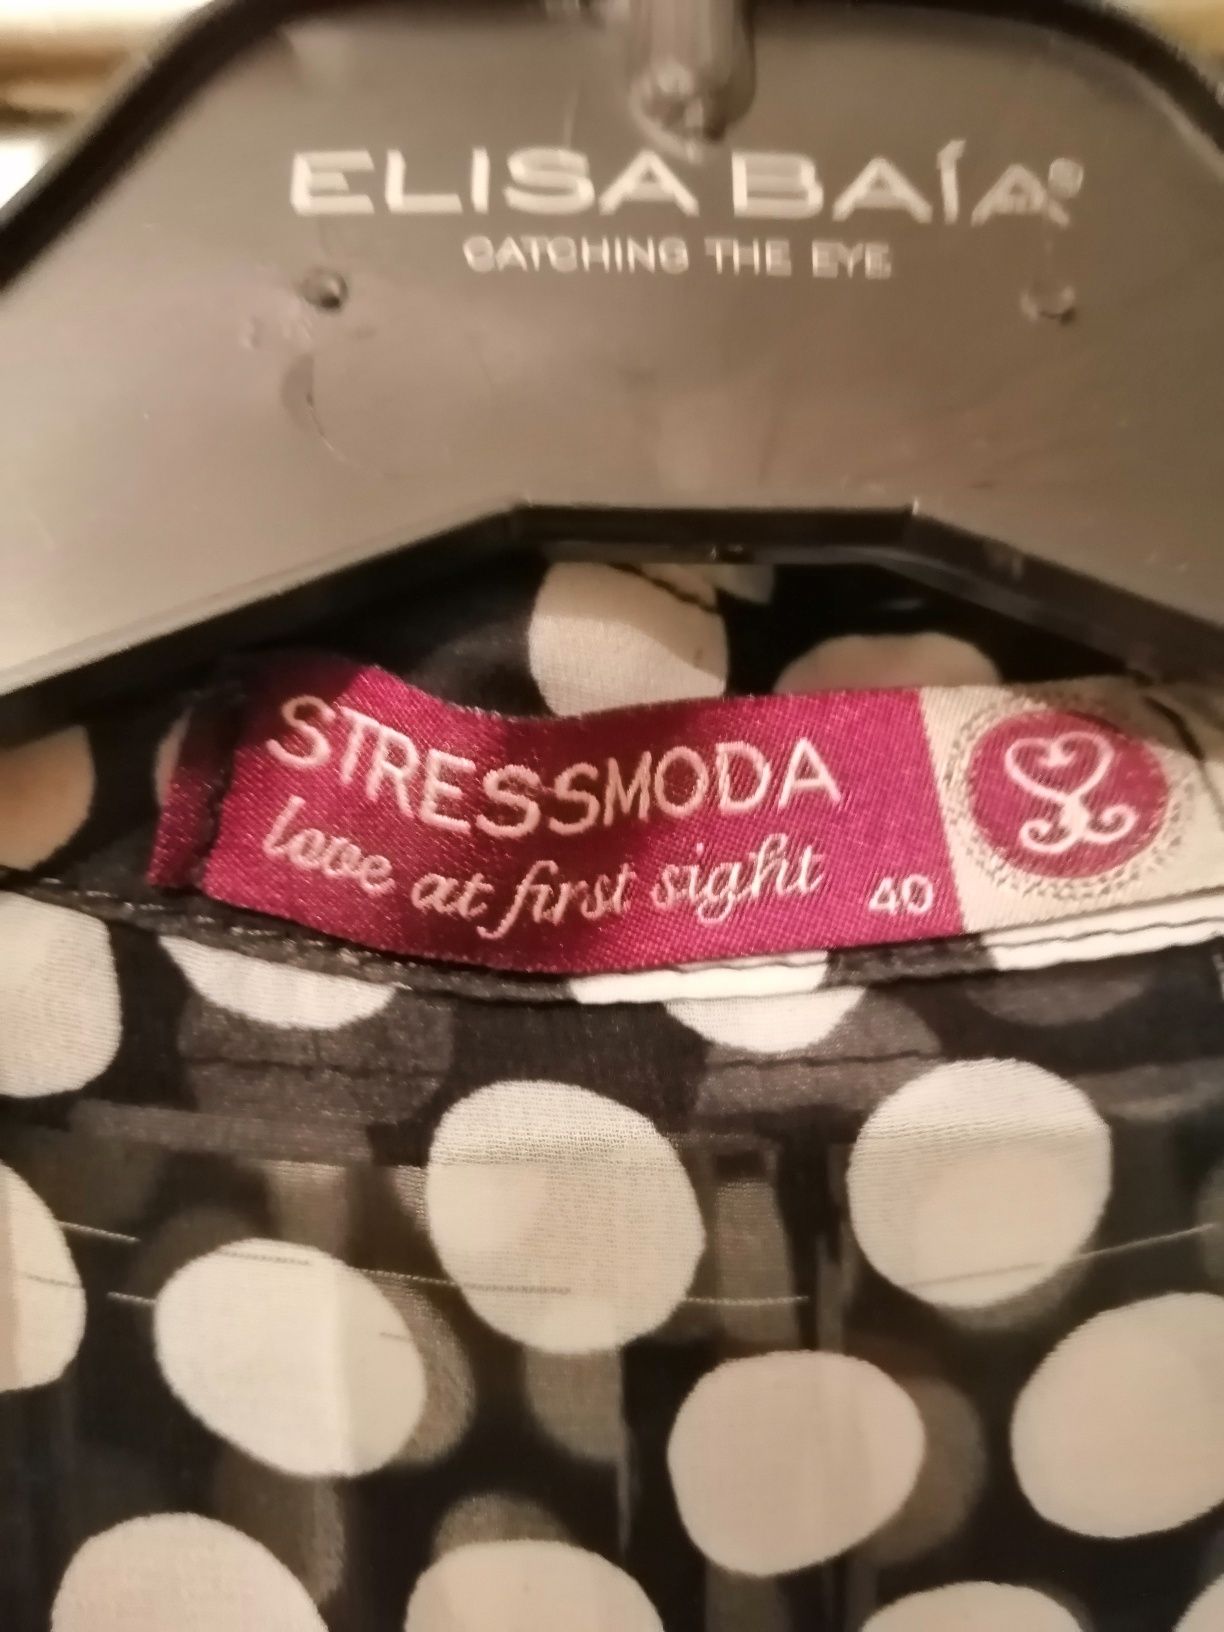 ELISA BAÍA®
CATCHING THE EYE
STRESSMODA
love at first sight 40